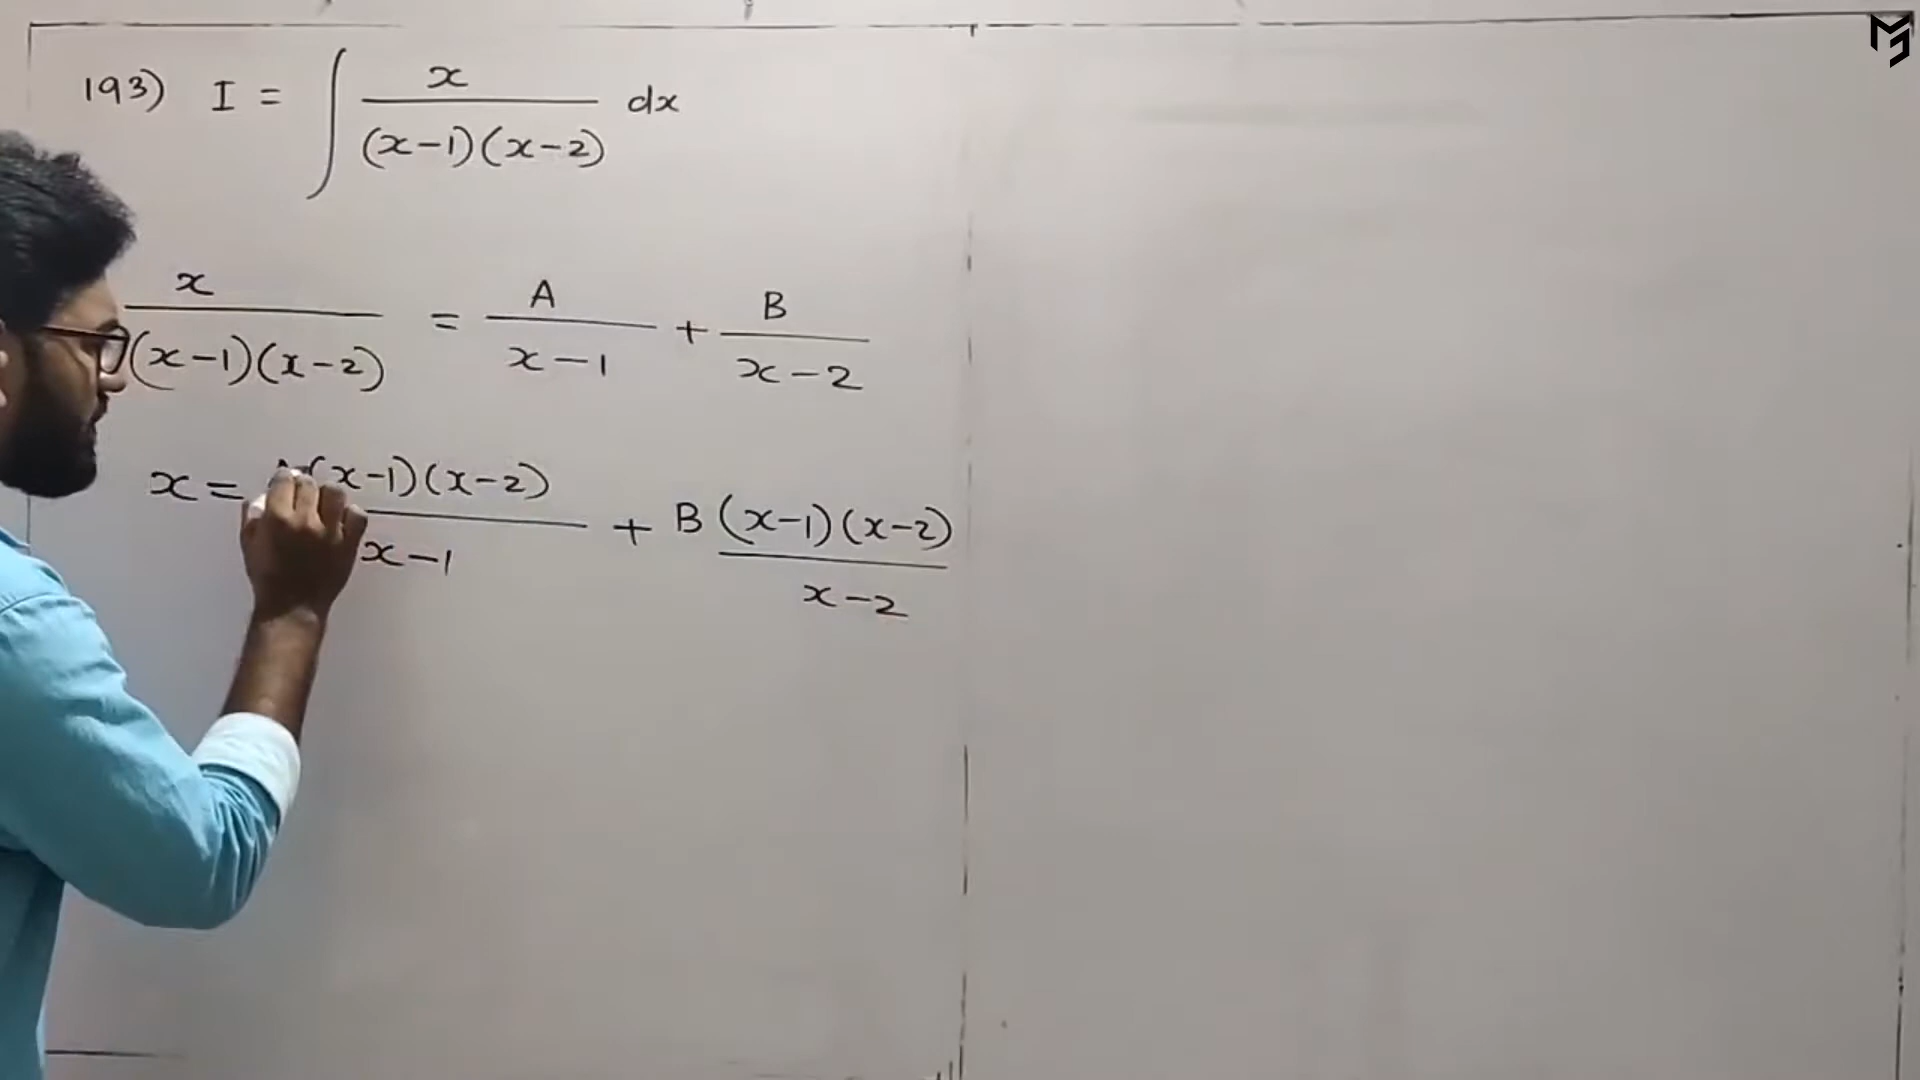 193) I = ∫ x / (x-1)(x-2) dx
x / (x-1)(x-2) = A / x-1 + B / x-2
x = A(x-1)(x-2) / x-1 + B(x-1)(x-2) / x-2